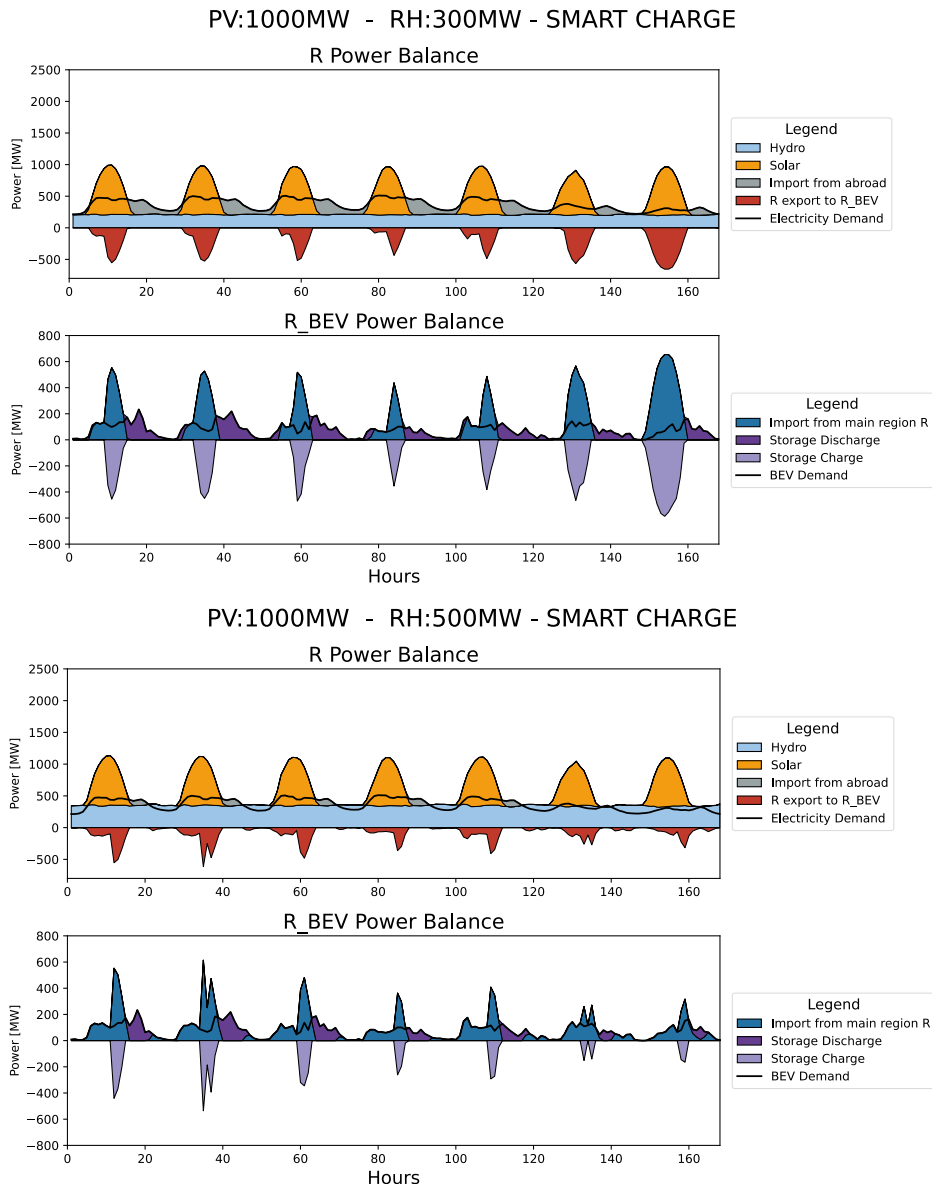 PV:1000MW  -  RH:300MW - SMART CHARGE
R Power Balance
Power [MW]
2500
2000
1500
1000
500
0
−500
0 20 40 60 80 100 120 140 160
Legend
Hydro
Solar
Import from abroad
R export to R_BEV
Electricity Demand
R_BEV Power Balance
Power [MW]
800
600
400
200
0
−200
−400
−600
−800
0 20 40 60 80 100 120 140 160
Hours
Legend
Import from main region R
Storage Discharge
Storage Charge
BEV Demand
PV:1000MW  -  RH:500MW - SMART CHARGE
R Power Balance
Power [MW]
2500
2000
1500
1000
500
0
−500
0 20 40 60 80 100 120 140 160
Legend
Hydro
Solar
Import from abroad
R export to R_BEV
Electricity Demand
R_BEV Power Balance
Power [MW]
800
600
400
200
0
−200
−400
−600
−800
0 20 40 60 80 100 120 140 160
Hours
Legend
Import from main region R
Storage Discharge
Storage Charge
BEV Demand